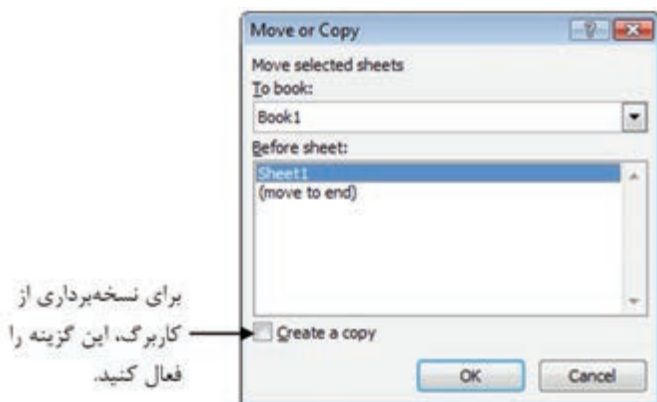 Move or Copy
Move selected sheets
To book:
Book1
Before sheet:
Sheet1
(move to end)
Create a copy
OK Cancel
برای نسخه‌برداری از
کاربرگ، این گزینه را
فعال کنید.